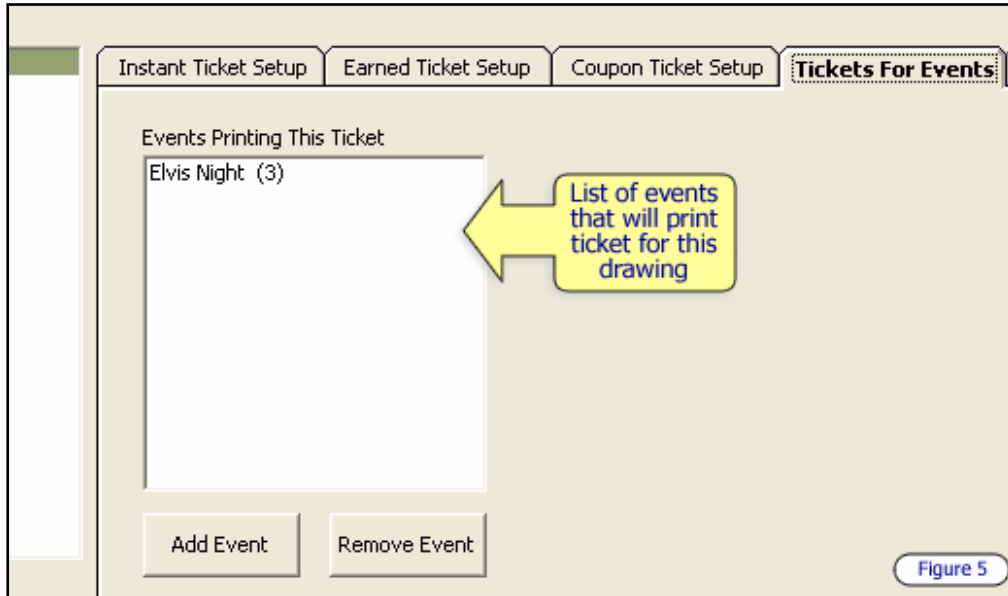 Instant Ticket Setup Earned Ticket Setup Coupon Ticket Setup Tickets For Events
Events Printing This Ticket
Elvis Night (3)
List of events
that will print
ticket for this
drawing
Add Event Remove Event
Figure 5